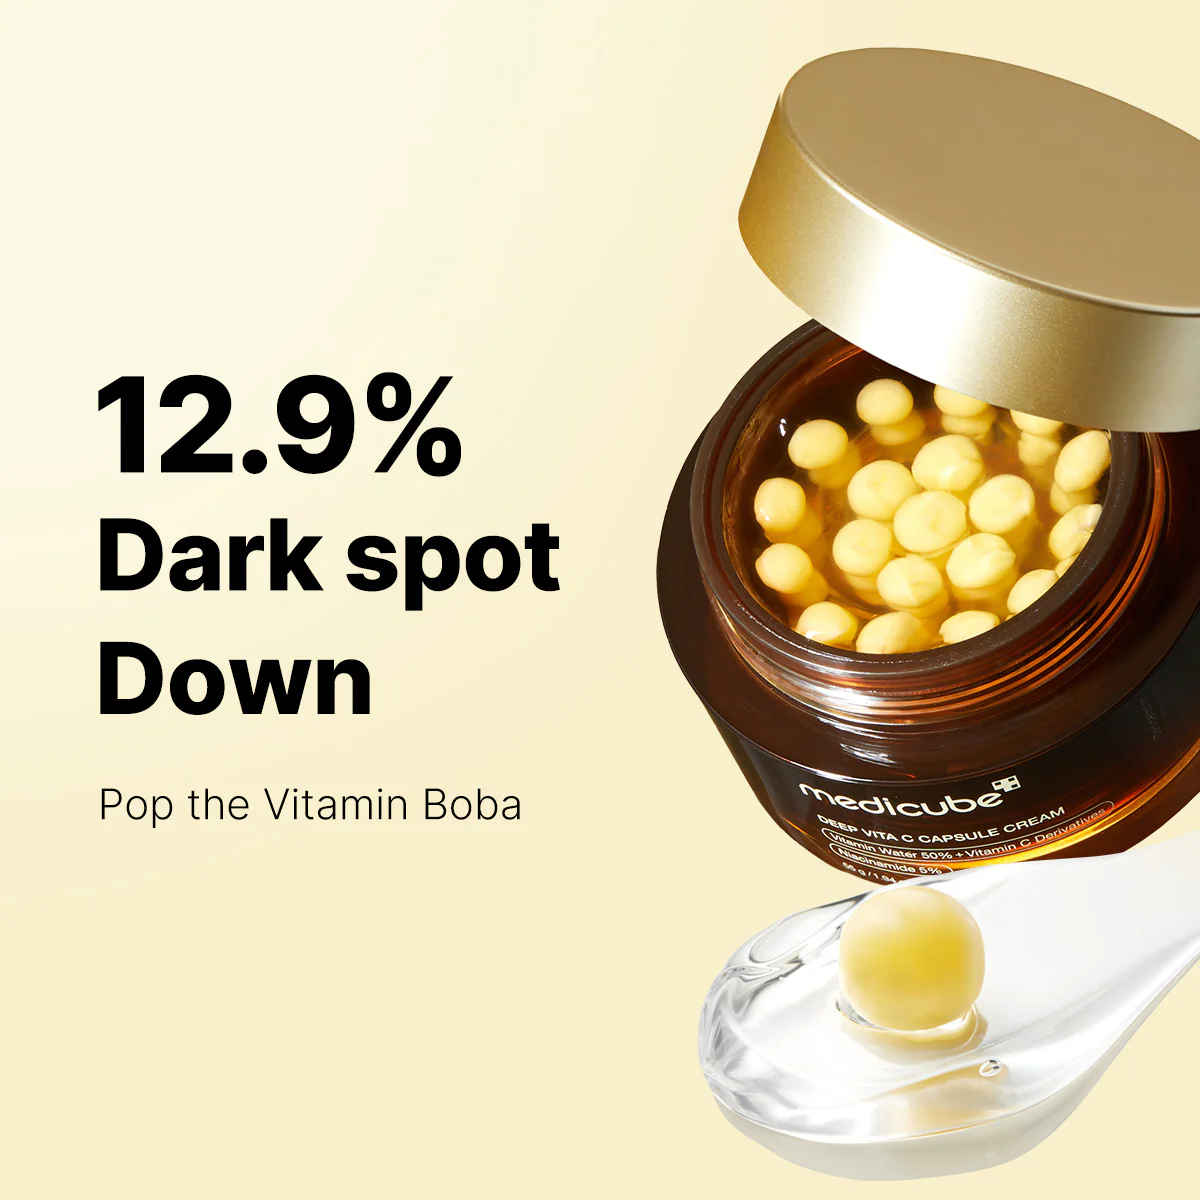 12.9%
Dark spot
Down
Pop the Vitamin Boba
medicube
DEEP VITA C CAPSULE CREAM
Vitamin Water 50% + Vitamin C Derivatives
Niacinamide 5%